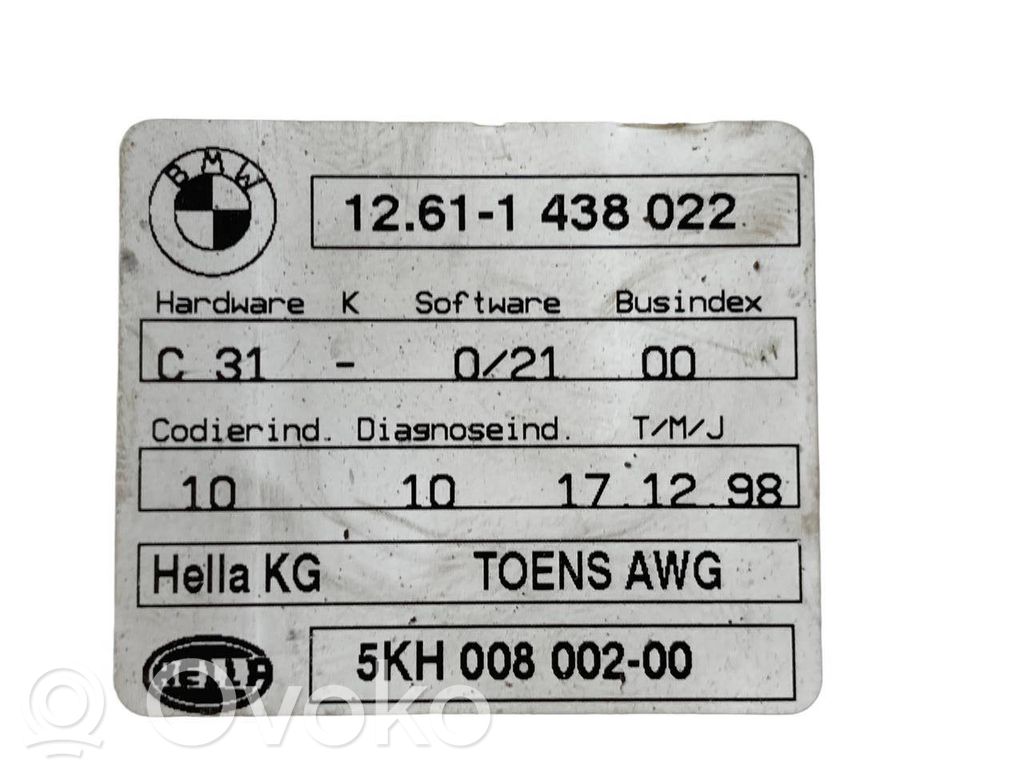 BMW
12.61-1 438 022
Hardware K Software Busindex
C 31 - 0/21 00
Codierind. Diagnoseind. T/M/J
10 10 17.12.98
Hella KG TOENS AWG
HELLA 5KH 008 002-00
Ovoko